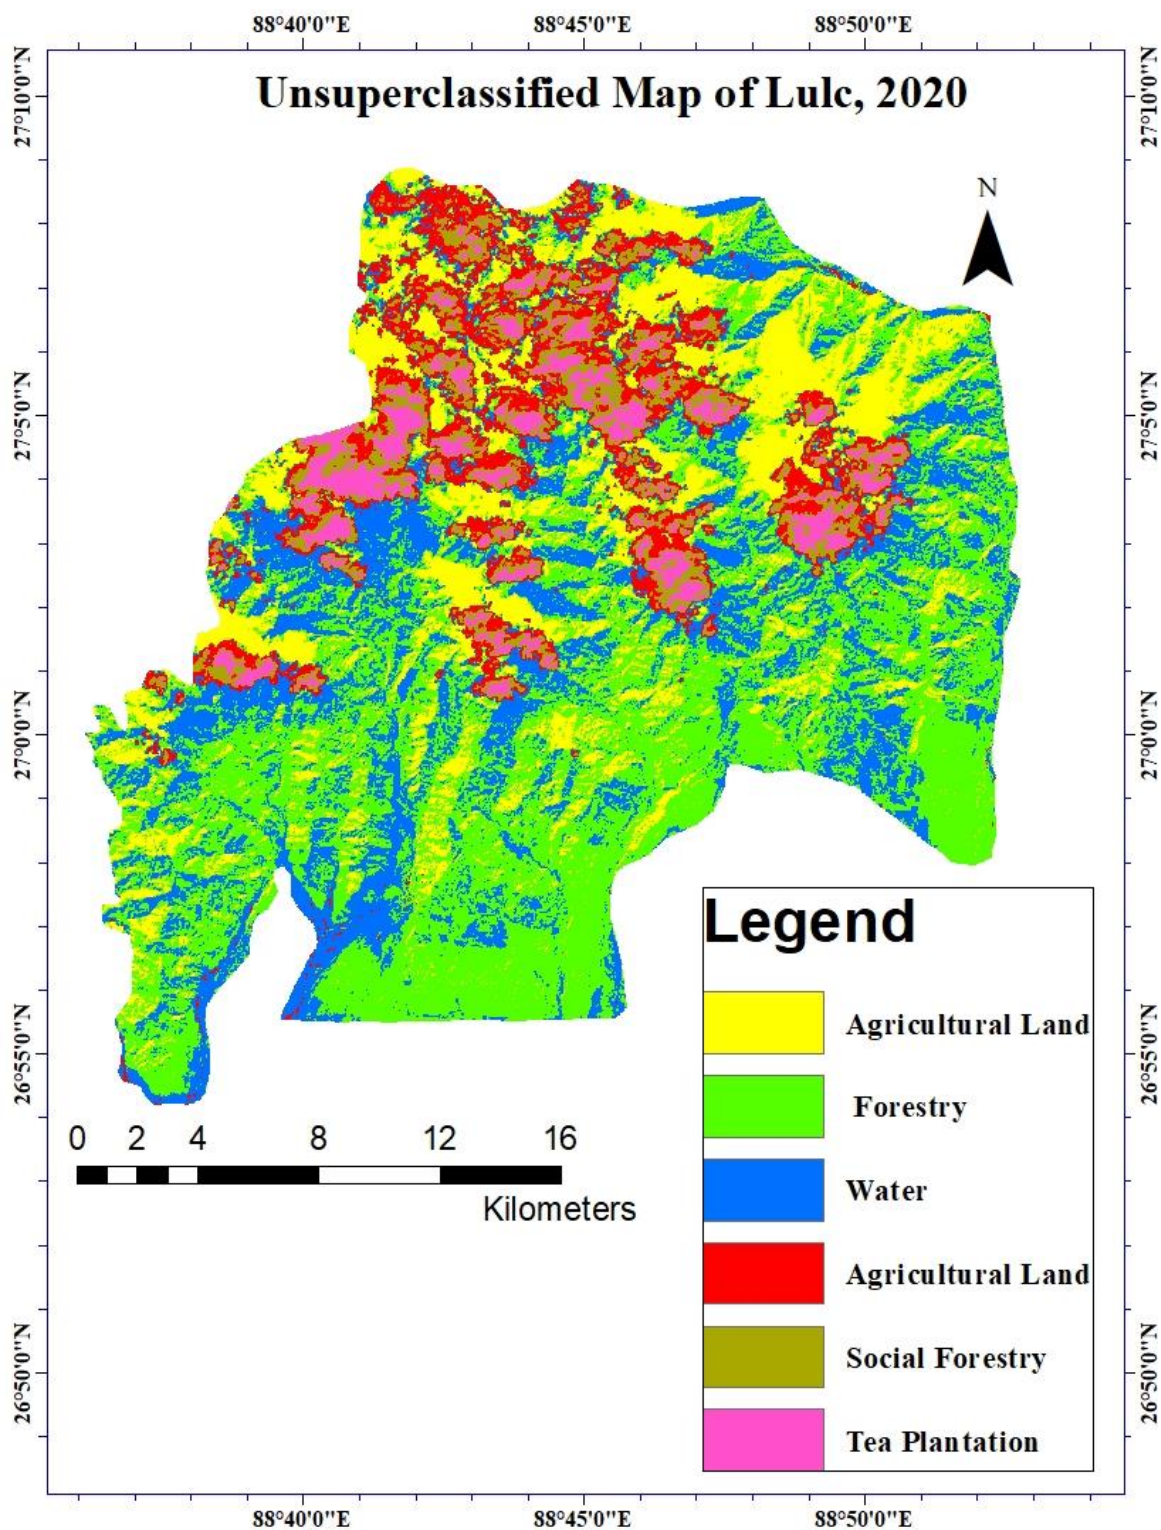 88°40'0"E 88°45'0"E 88°50'0"E
Unsuperclassified Map of Lulc, 2020
27°10'0"N 27°10'0"N
N
27°5'0"N 27°5'0"N
27°0'0"N 27°0'0"N
26°55'0"N 26°55'0"N
26°50'0"N 26°50'0"N
0 2 4 8 12 16
Kilometers
Legend
Agricultural Land
Forestry
Water
Agricultural Land
Social Forestry
Tea Plantation
88°40'0"E 88°45'0"E 88°50'0"E